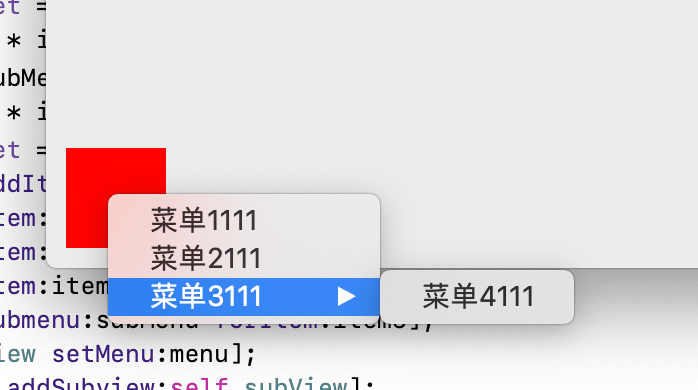 et =
* i
ubMe
* i
et =
ddIt
tem: 菜单1111
tem: 菜单2111
tem:item 菜单3111 ▶ 菜单4111
ubmenu:subMenu forItem:item3];
iew setMenu:menu];
addSubview:self.subView];